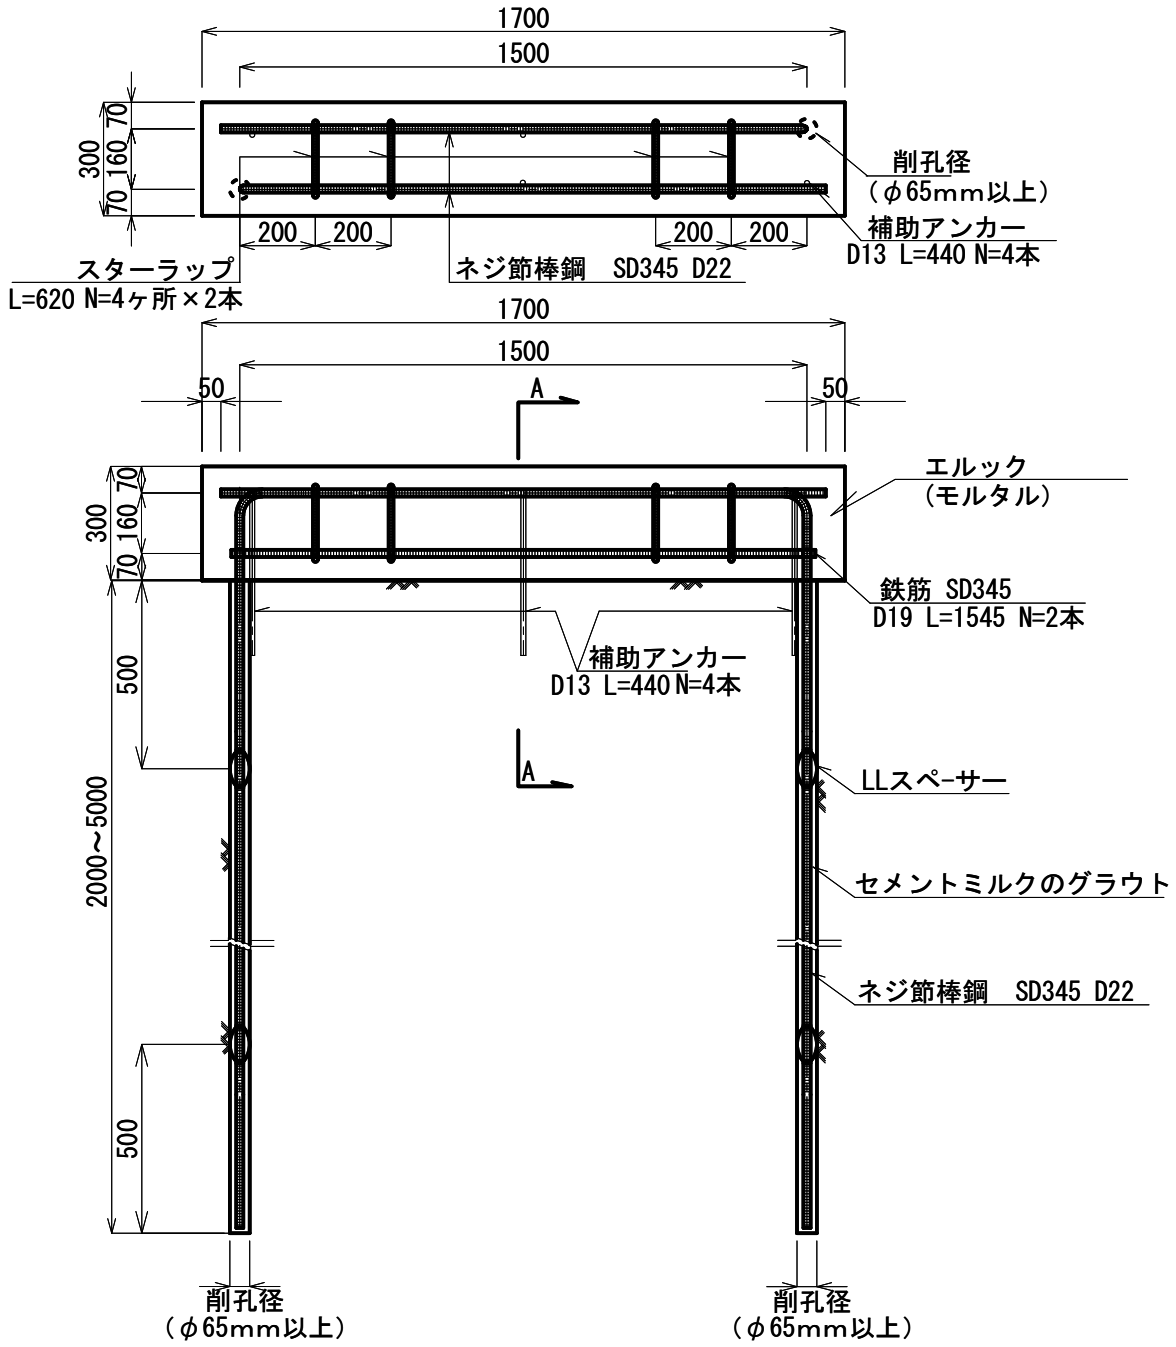 1700
1500
70
300
160
70
削孔径
(φ65mm以上)
補助アンカー
D13 L=440 N=4本
200
200
200
200
スターラップ
L=620 N=4ヶ所×2本
ネジ節棒鋼 SD345 D22
1700
1500
50
A
50
エルック
(モルタル)
70
300
160
70
鉄筋 SD345
D19 L=1545 N=2本
補助アンカー
D13 L=440 N=4本
500
A
LLスペーサー
2000～5000
セメントミルクのグラウト
ネジ節棒鋼 SD345 D22
500
削孔径
(φ65mm以上)
削孔径
(φ65mm以上)